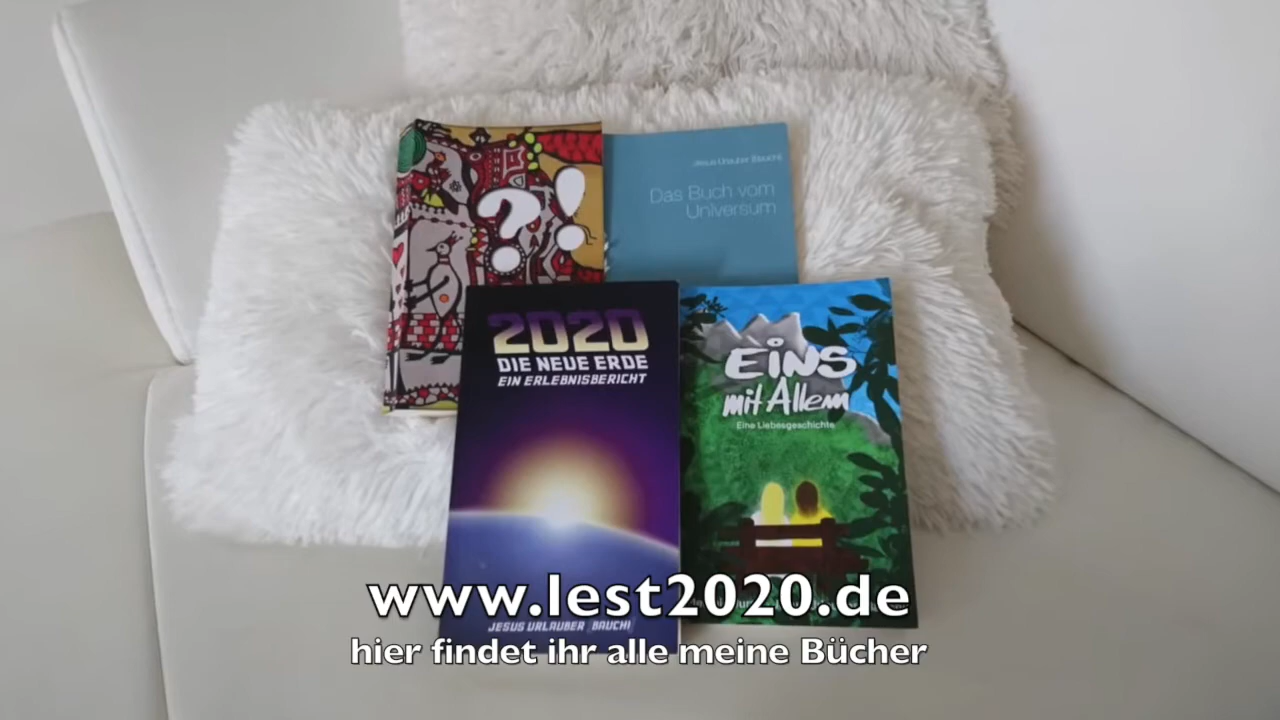 ?!
Jesus Urlauber (Bauchi)
Das Buch vom
Universum
2020
DIE NEUE ERDE
EIN ERLEBNISBERICHT
EINS
mit Allem
Eine Liebesgeschichte
www.lest2020.de
JESUS URLAUBER (BAUCHI)
hier findet ihr alle meine Bücher